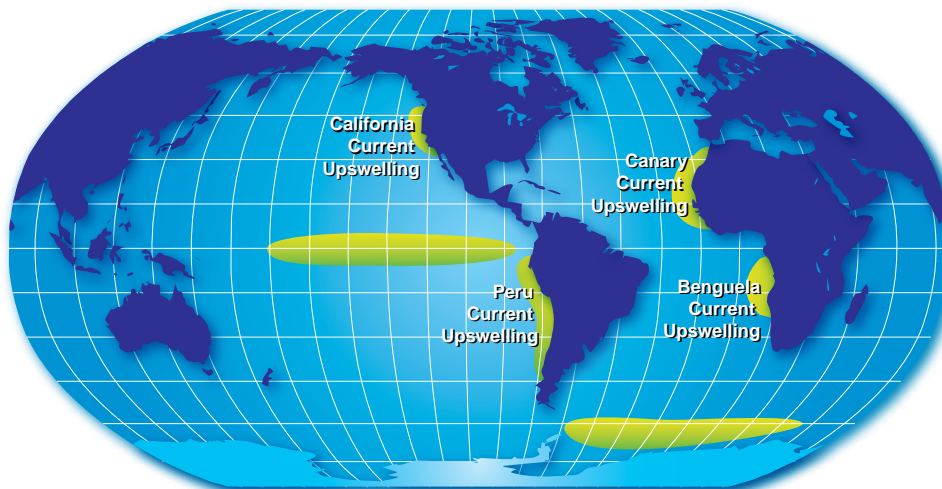 California
Current
Upswelling
Canary
Current
Upswelling
Peru
Current
Upswelling
Benguela
Current
Upswelling